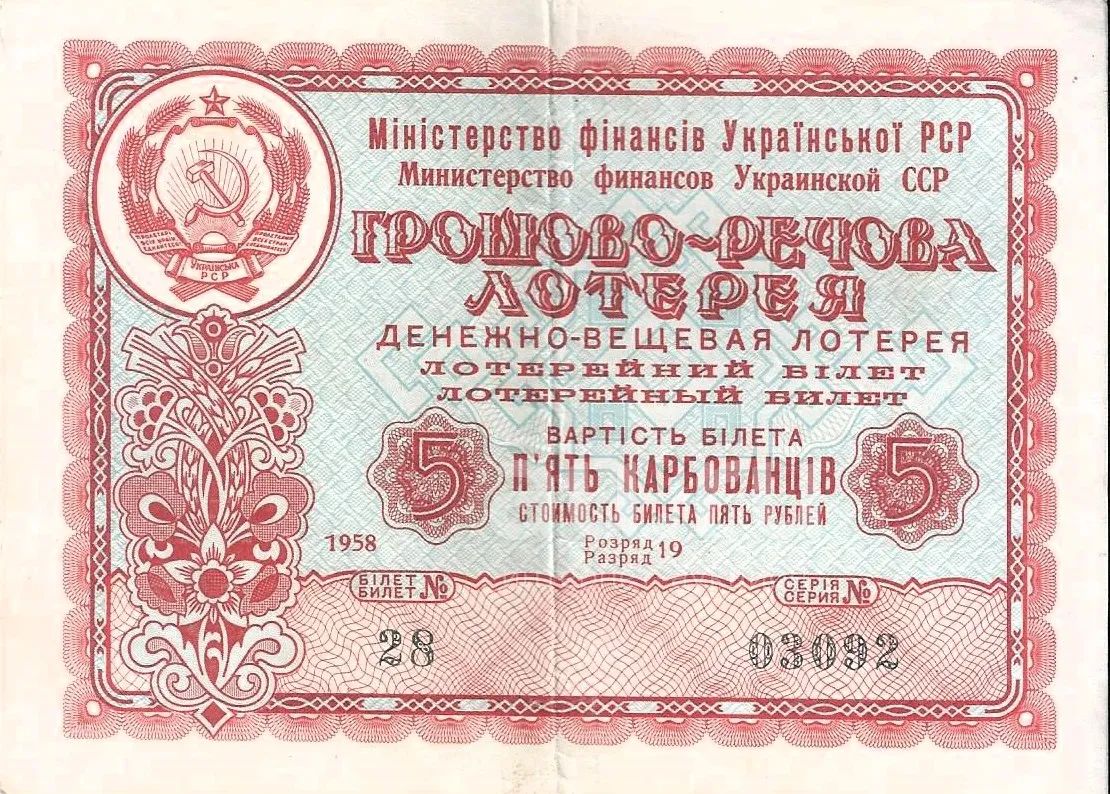 Міністерство фінансів Української РСР
Министерство финансов Украинской ССР
ГРОШОВО-РЕЧОВА
ЛОТЕРЕЯ
ДЕНЕЖНО-ВЕЩЕВАЯ ЛОТЕРЕЯ
ЛОТЕРЕЙНИЙ БІЛЕТ
ЛОТЕРЕЙНЫЙ БИЛЕТ
УКРАЇНСЬКА
РСР
ВАРТІСТЬ БІЛЕТА
5 П'ЯТЬ КАРБОВАНЦІВ 5
СТОИМОСТЬ БИЛЕТА ПЯТЬ РУБЛЕЙ
1958
Розряд 19
Разряд
БІЛЕТ №
БИЛЕТ
СЕРІЯ №
СЕРИЯ
28
03092